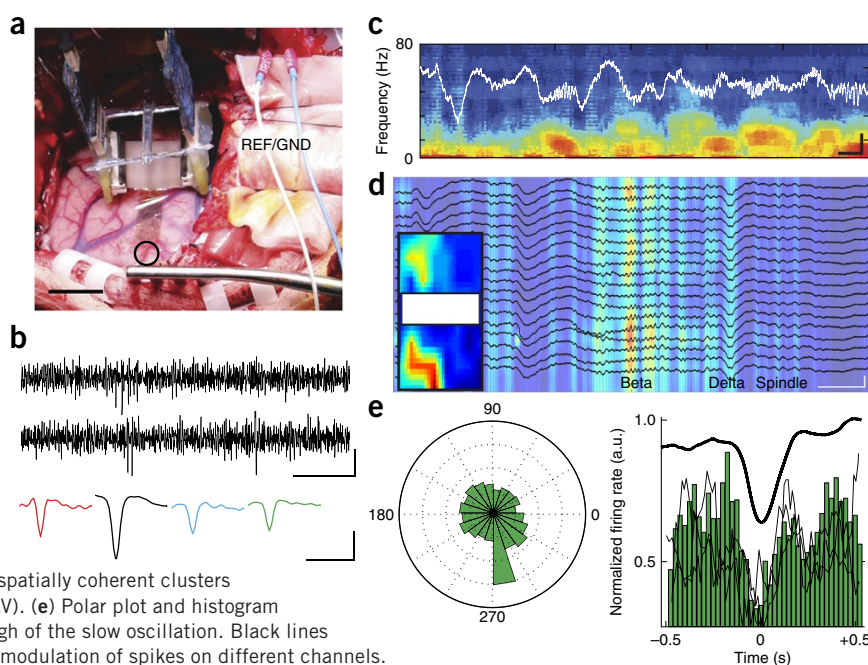 a
REF/GND
b
c
80
Frequency (Hz)
0
d
Beta
Delta
Spindle
e
90
180
0
270
1.0
Normalized firing rate (a.u.)
0.5
–0.5
0
+0.5
Time (s)
spatially coherent clusters
V). (e) Polar plot and histogram
gh of the slow oscillation. Black lines
modulation of spikes on different channels.